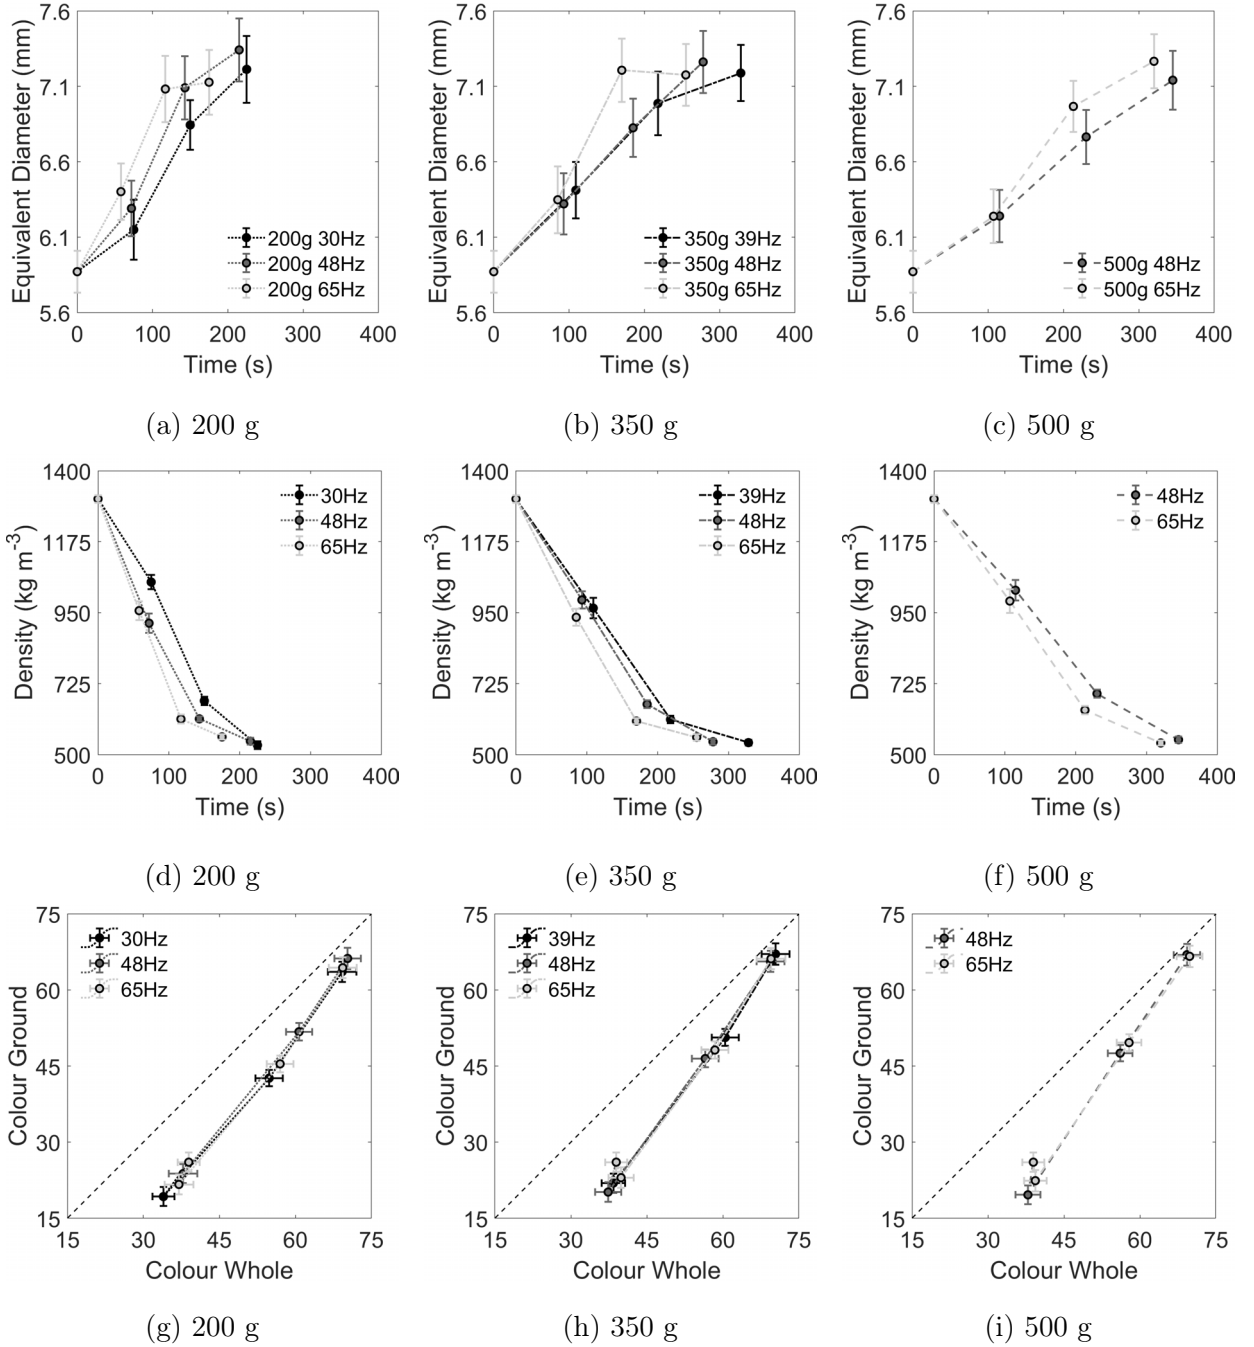 7.6
7.1
6.6
6.1
5.6
Equivalent Diameter (mm)
200g 30Hz
200g 48Hz
200g 65Hz
0 100 200 300 400
Time (s)
(a) 200 g
7.6
7.1
6.6
6.1
5.6
Equivalent Diameter (mm)
350g 39Hz
350g 48Hz
350g 65Hz
0 100 200 300 400
Time (s)
(b) 350 g
7.6
7.1
6.6
6.1
5.6
Equivalent Diameter (mm)
500g 48Hz
500g 65Hz
0 100 200 300 400
Time (s)
(c) 500 g
1400
1175
950
725
500
Density (kg m-3)
30Hz
48Hz
65Hz
0 100 200 300 400
Time (s)
(d) 200 g
1400
1175
950
725
500
Density (kg m-3)
39Hz
48Hz
65Hz
0 100 200 300 400
Time (s)
(e) 350 g
1400
1175
950
725
500
Density (kg m-3)
48Hz
65Hz
0 100 200 300 400
Time (s)
(f) 500 g
75
60
45
30
15
Colour Ground
30Hz
48Hz
65Hz
15 30 45 60 75
Colour Whole
(g) 200 g
75
60
45
30
15
Colour Ground
39Hz
48Hz
65Hz
15 30 45 60 75
Colour Whole
(h) 350 g
75
60
45
30
15
Colour Ground
48Hz
65Hz
15 30 45 60 75
Colour Whole
(i) 500 g